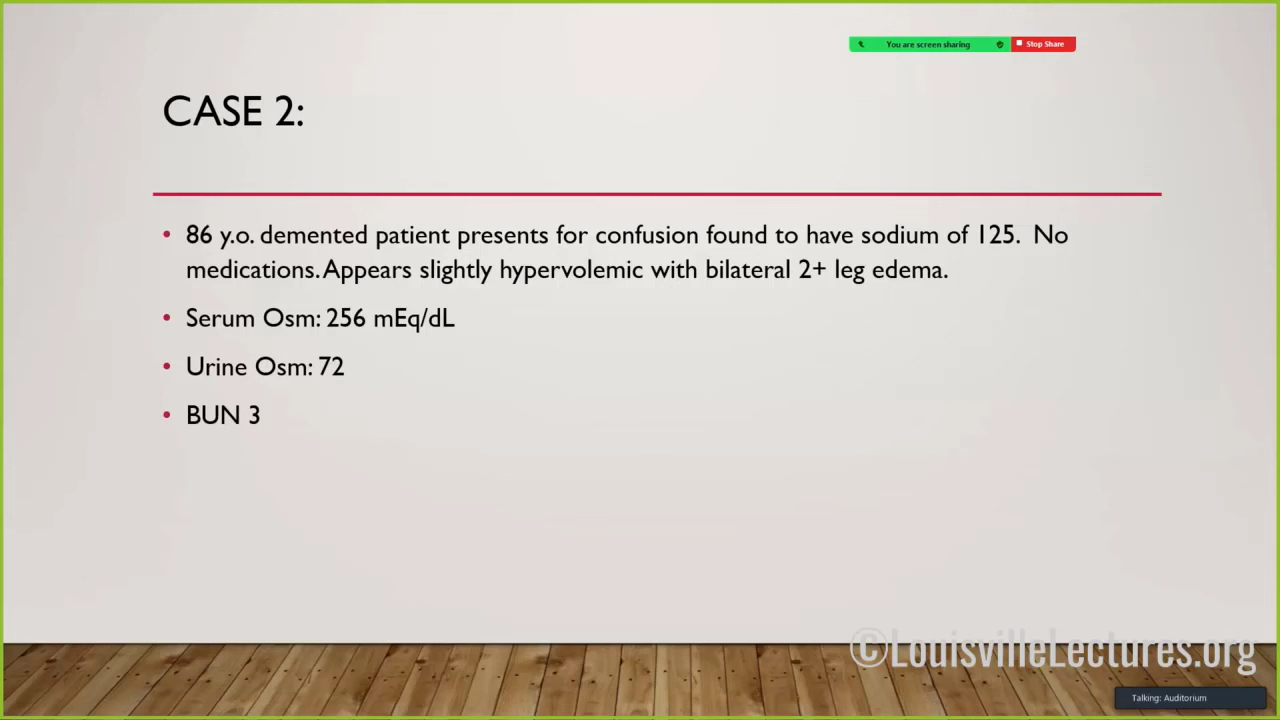 You are screen sharing Stop Share
CASE 2:
• 86 y.o. demented patient presents for confusion found to have sodium of 125. No
medications. Appears slightly hypervolemic with bilateral 2+ leg edema.
• Serum Osm: 256 mEq/dL
• Urine Osm: 72
• BUN 3
©LouisvilleLectures.org
Talking: Auditorium